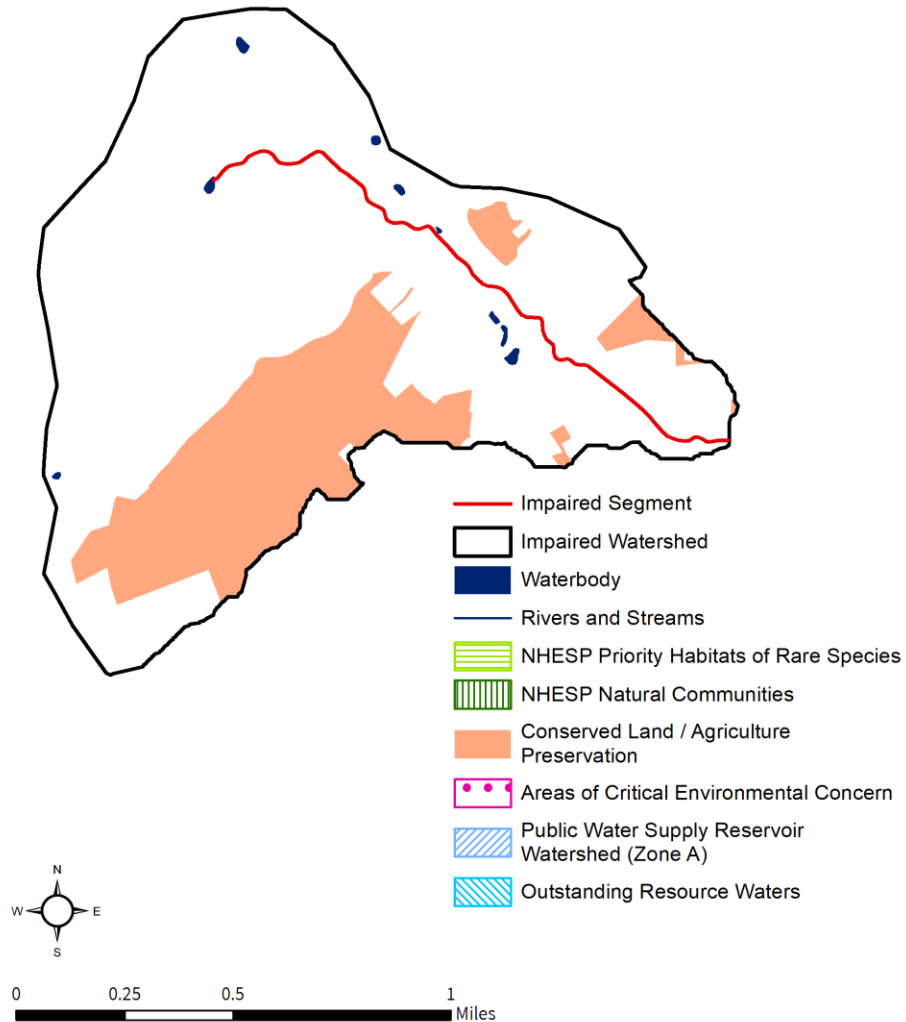 Impaired Segment
Impaired Watershed
Waterbody
Rivers and Streams
NHESP Priority Habitats of Rare Species
NHESP Natural Communities
Conserved Land / Agriculture
Preservation
Areas of Critical Environmental Concern
Public Water Supply Reservoir
Watershed (Zone A)
Outstanding Resource Waters
N
W E
S
0 0.25 0.5 1
Miles